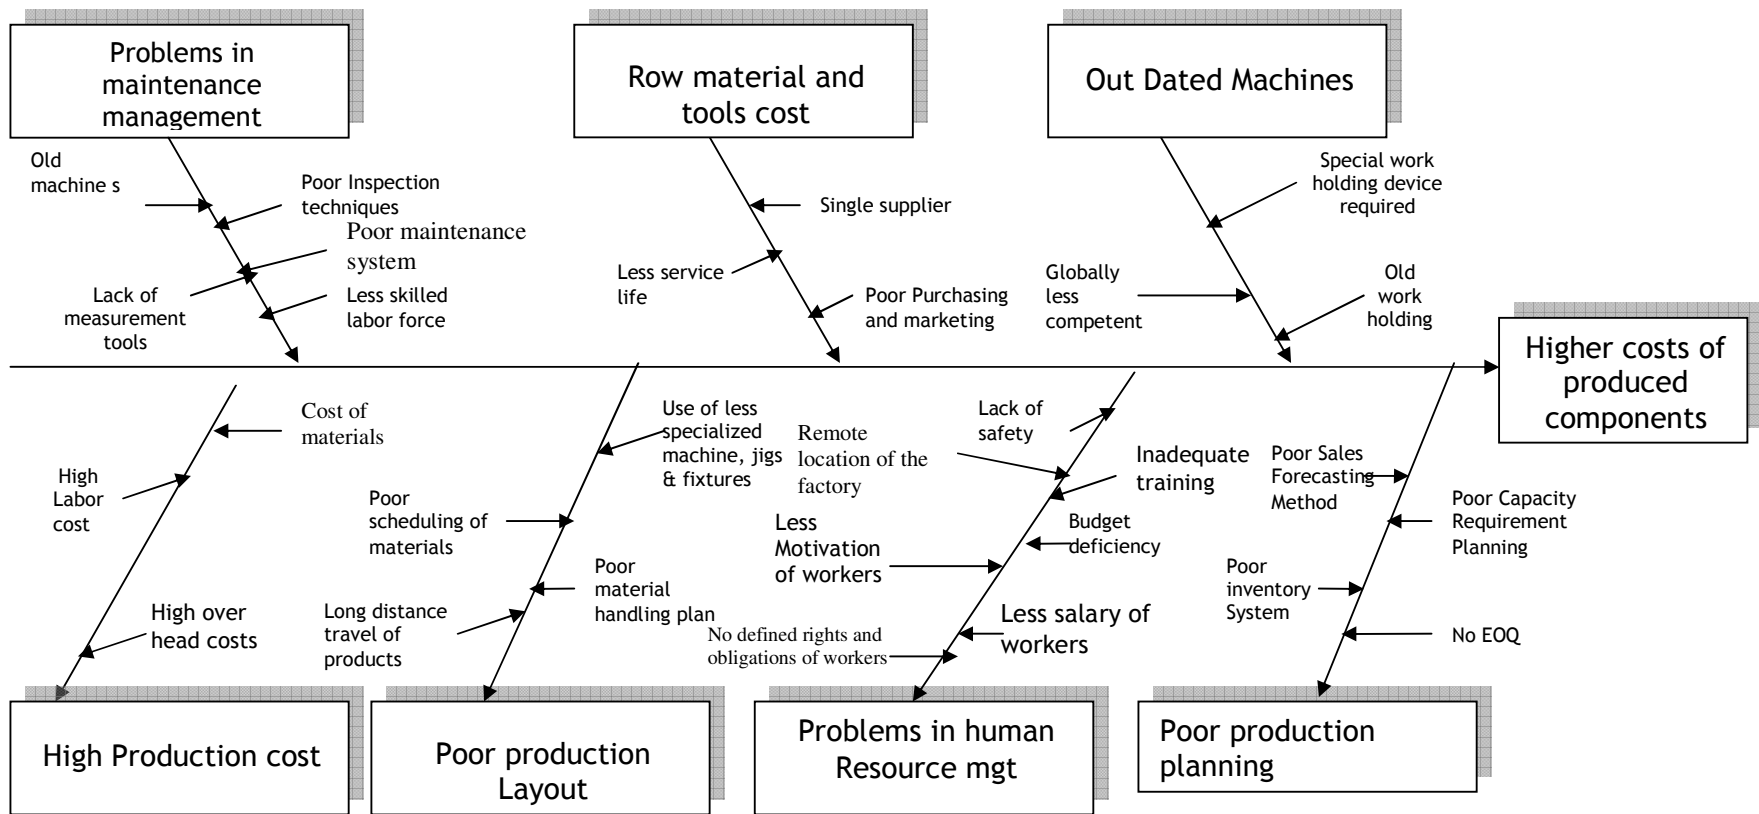 Problems in
maintenance
management
Row material and
tools cost
Out Dated Machines
Old
machine s
Poor Inspection
techniques
Poor maintenance
system
Lack of
measurement
tools
Less skilled
labor force
Single supplier
Less service
life
Poor Purchasing
and marketing
Special work
holding device
required
Globally
less
competent
Old
work
holding
Higher costs of
produced
components
Cost of
materials
High
Labor
cost
High over
head costs
Use of less
specialized
machine, jigs
& fixtures
Poor
scheduling of
materials
Poor
material
handling plan
Long distance
travel of
products
Lack of
safety
Remote
location of the
factory
Inadequate
training
Less
Motivation
of workers
Budget
deficiency
Less salary of
workers
No defined rights and
obligations of workers
Poor Sales
Forecasting
Method
Poor Capacity
Requirement
Planning
Poor
inventory
System
No EOQ
High Production cost
Poor production
Layout
Problems in human
Resource mgt
Poor production
planning